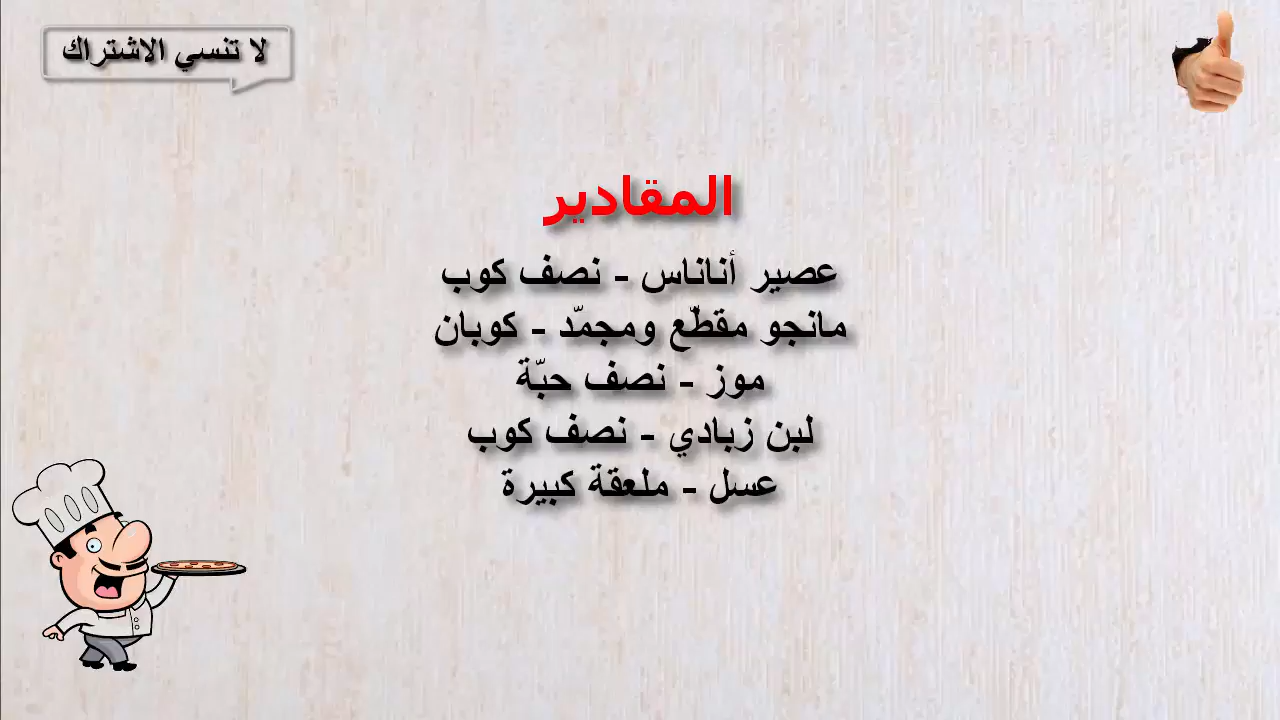 لا تنسي الاشتراك
المقادير
عصير أناناس - نصف كوب
مانجو مقطّع ومجمّد - كوبان
موز - نصف حبّة
لبن زبادي - نصف كوب
عسل - ملعقة كبيرة